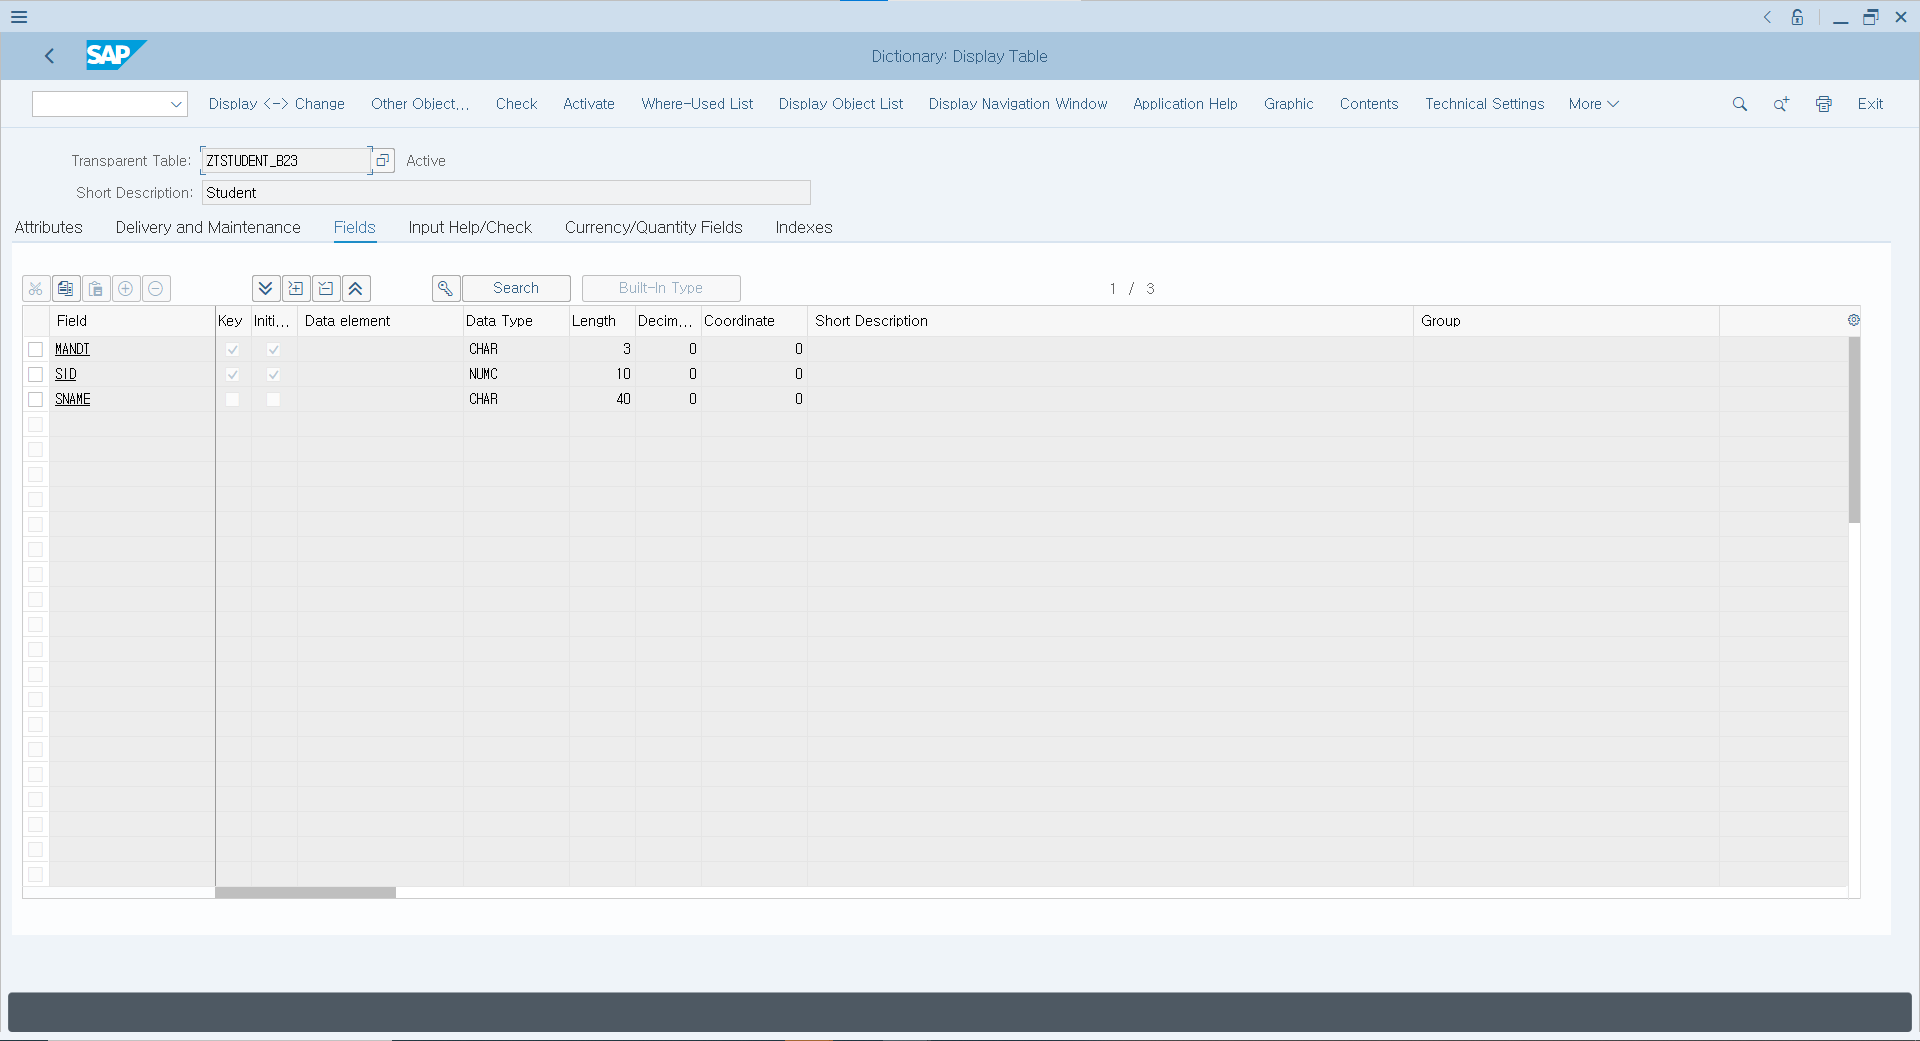 SAP
Dictionary: Display Table
Display <-> Change Other Object... Check Activate Where-Used List Display Object List Display Navigation Window Application Help Graphic Contents Technical Settings More Exit
Transparent Table: ZTSTUDENT_B23 Active
Short Description: Student
Attributes Delivery and Maintenance Fields Input Help/Check Currency/Quantity Fields Indexes
Search Built-In Type 1 / 3
Field Key Initi... Data element Data Type Length Decim... Coordinate Short Description Group
MANDT CHAR 3 0 0
SID NUMC 10 0 0
SNAME CHAR 40 0 0